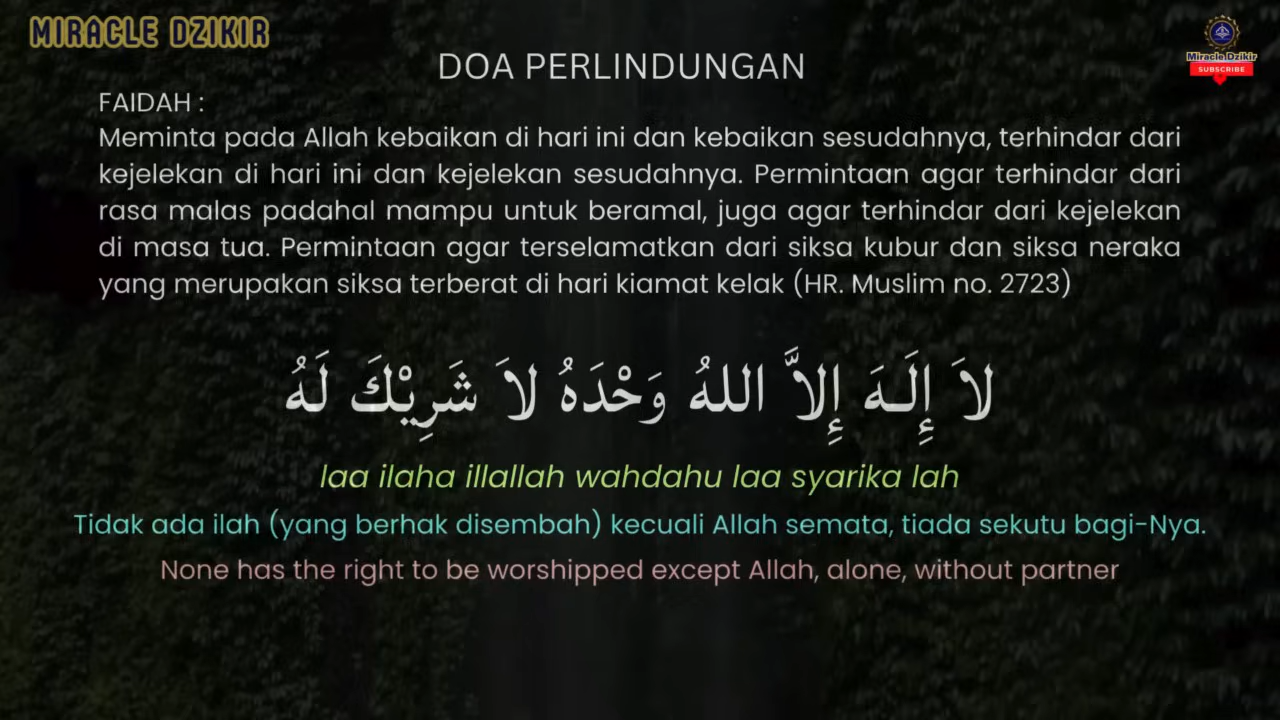 MIRACLE DZIKIR
Miracle Dzikir
SUBSCRIBE
DOA PERLINDUNGAN
FAIDAH :
Meminta pada Allah kebaikan di hari ini dan kebaikan sesudahnya, terhindar dari
kejelekan di hari ini dan kejelekan sesudahnya. Permintaan agar terhindar dari
rasa malas padahal mampu untuk beramal, juga agar terhindar dari kejelekan
di masa tua. Permintaan agar terselamatkan dari siksa kubur dan siksa neraka
yang merupakan siksa terberat di hari kiamat kelak (HR. Muslim no. 2723)
لاَ إِلَـهَ إِلاَّ اللهُ وَحْدَهُ لاَ شَرِيْكَ لَهُ
laa ilaha illallah wahdahu laa syarika lah
Tidak ada ilah (yang berhak disembah) kecuali Allah semata, tiada sekutu bagi-Nya.
None has the right to be worshipped except Allah, alone, without partner